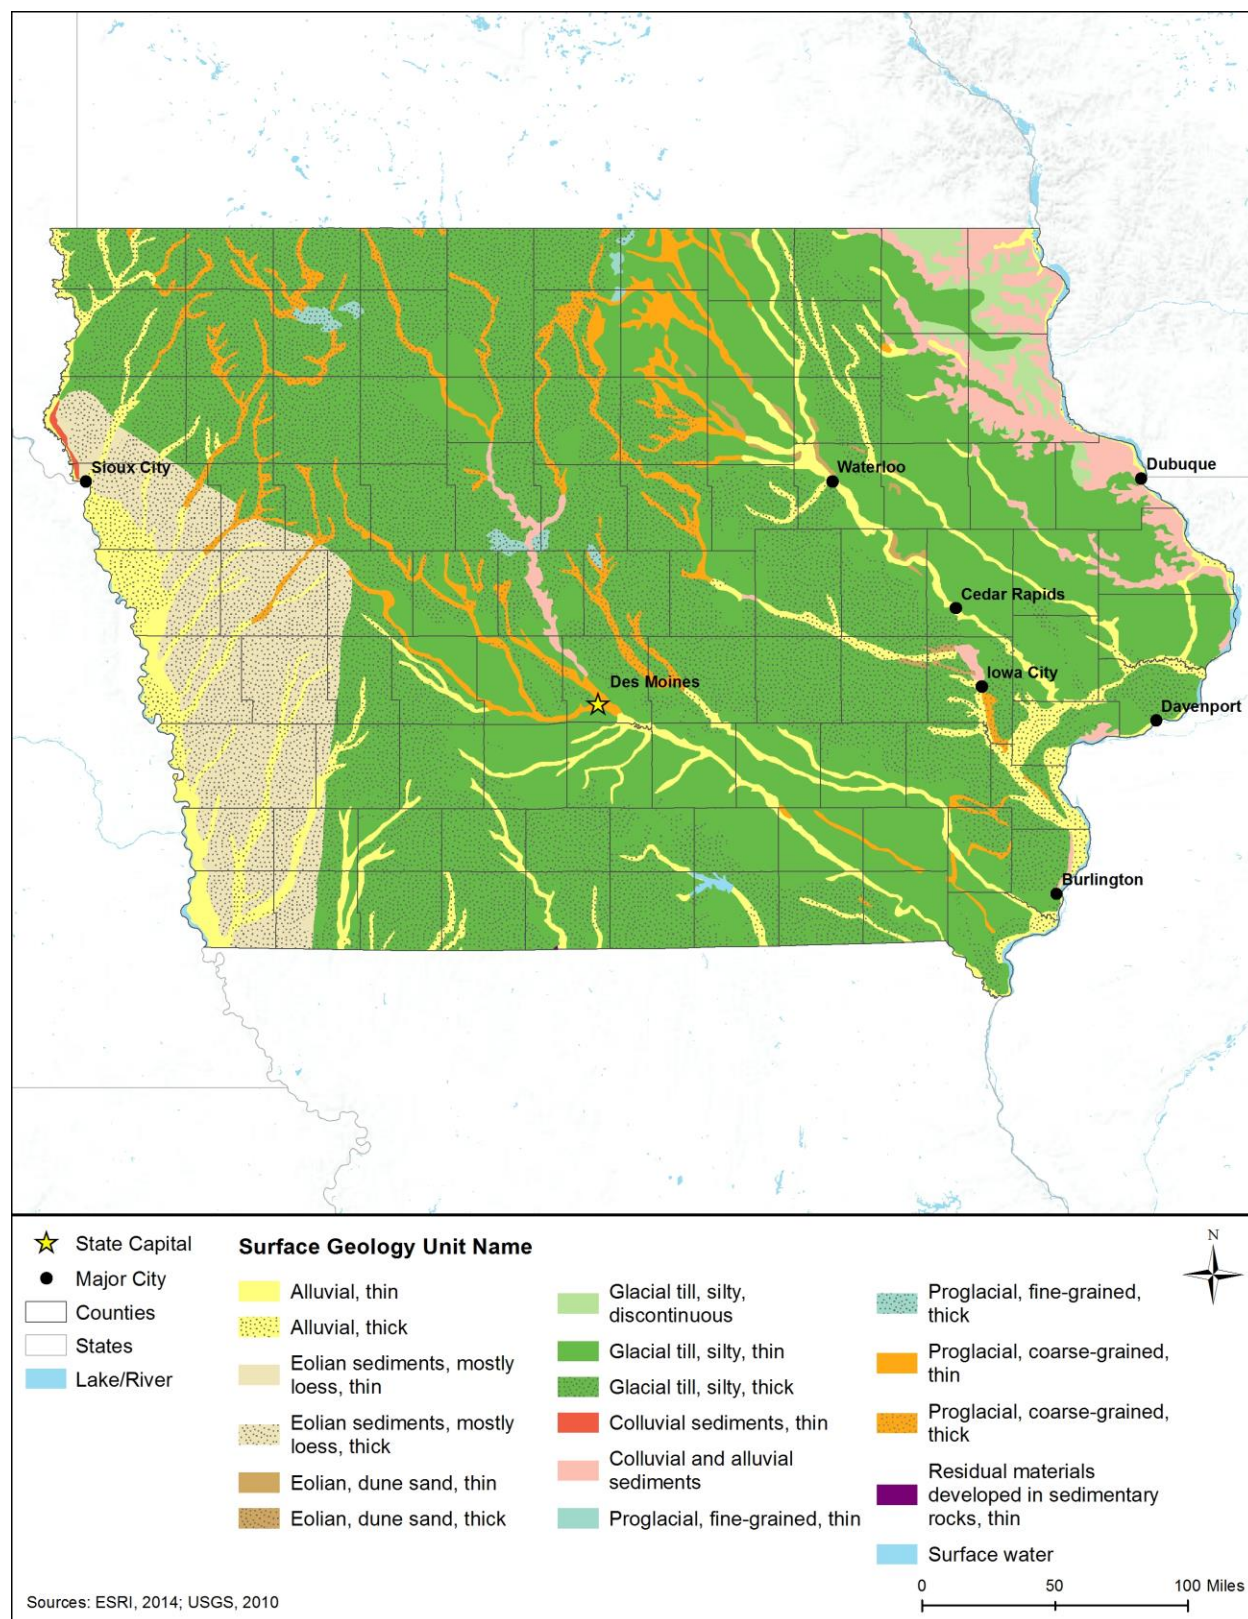 Sioux City
Waterloo
Dubuque
Cedar Rapids
Iowa City
Des Moines
Davenport
Burlington
State Capital
Major City
Counties
States
Lake/River
Surface Geology Unit Name
Alluvial, thin
Alluvial, thick
Eolian sediments, mostly
loess, thin
Eolian sediments, mostly
loess, thick
Eolian, dune sand, thin
Eolian, dune sand, thick
Glacial till, silty,
discontinuous
Glacial till, silty, thin
Glacial till, silty, thick
Colluvial sediments, thin
Colluvial and alluvial
sediments
Proglacial, fine-grained, thin
N
Proglacial, fine-grained,
thick
Proglacial, coarse-grained,
thin
Proglacial, coarse-grained,
thick
Residual materials
developed in sedimentary
rocks, thin
Surface water
0 50 100 Miles
Sources: ESRI, 2014; USGS, 2010